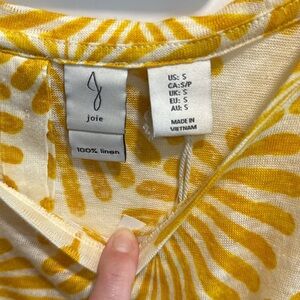 joie
100% linen
US: S
CA:S/P
UK: S
EU: S
AU: S
MADE IN
VIETNAM